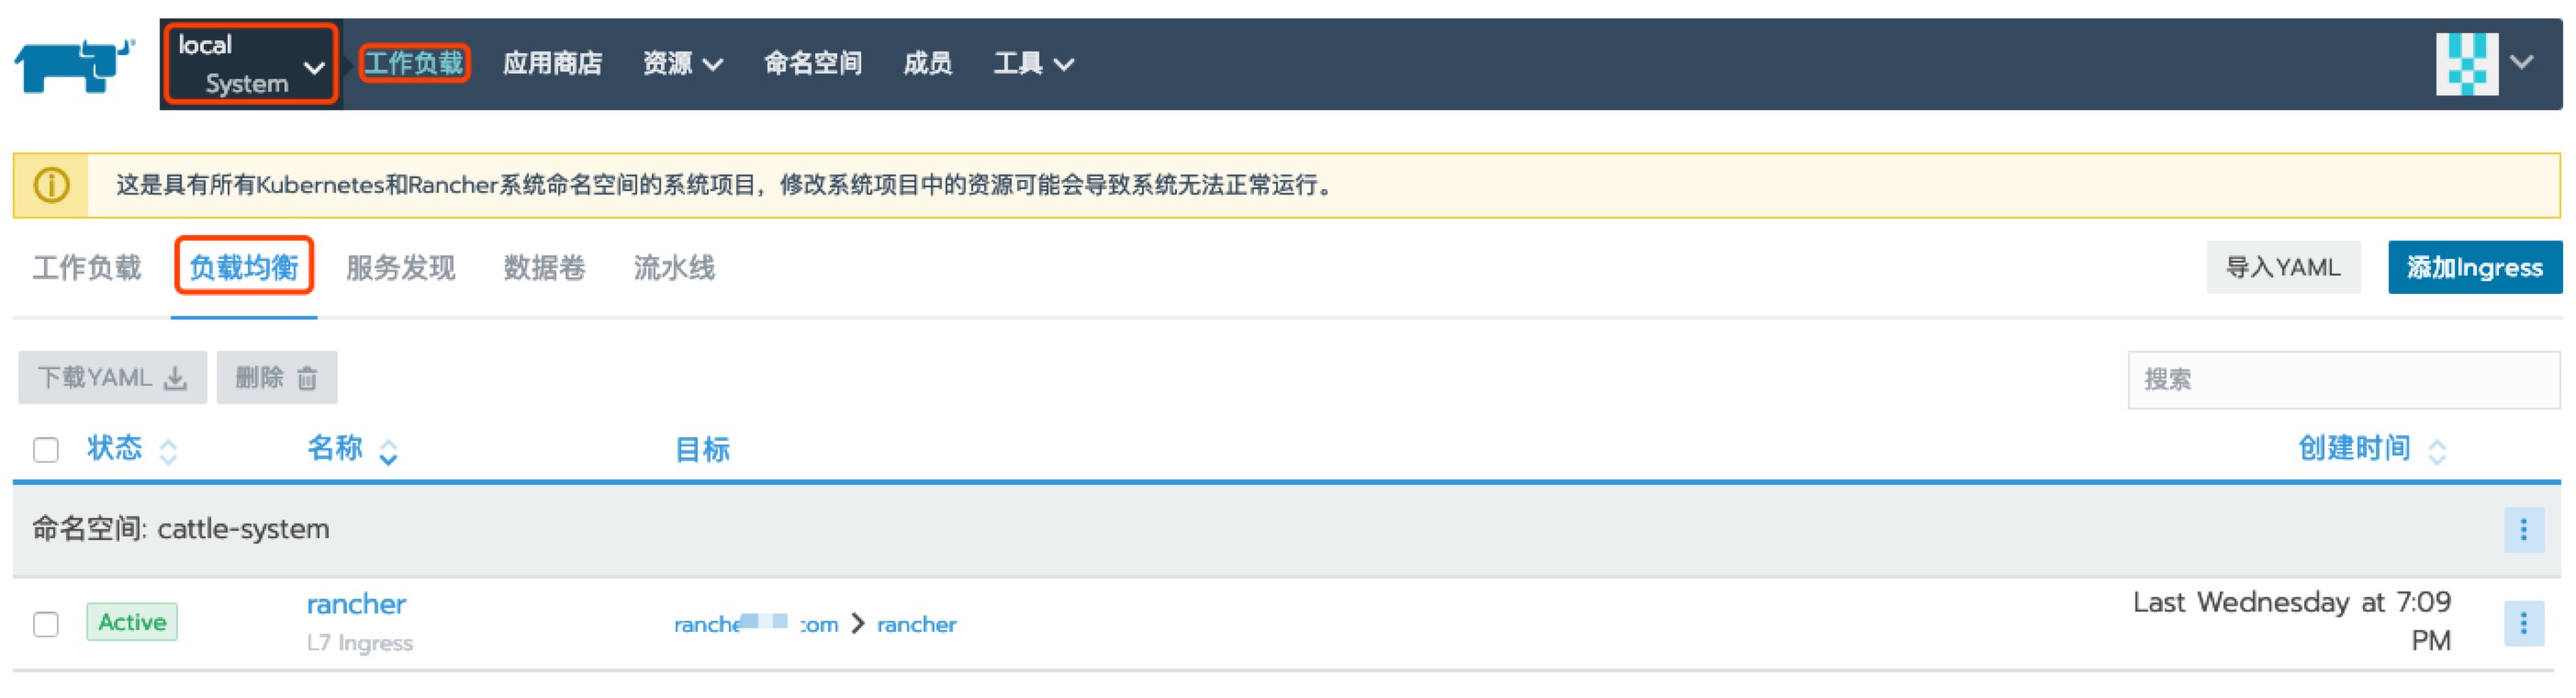 local
System
工作负载 应用商店 资源 命名空间 成员 工具
这是具有所有Kubernetes和Rancher系统命名空间的系统项目，修改系统项目中的资源可能会导致系统无法正常运行。
工作负载 负载均衡 服务发现 数据卷 流水线 导入YAML 添加Ingress
下载YAML 删除 搜索
状态 名称 目标 创建时间
命名空间: cattle-system
Active rancher Last Wednesday at 7:09
L7 Ingress rancher PM